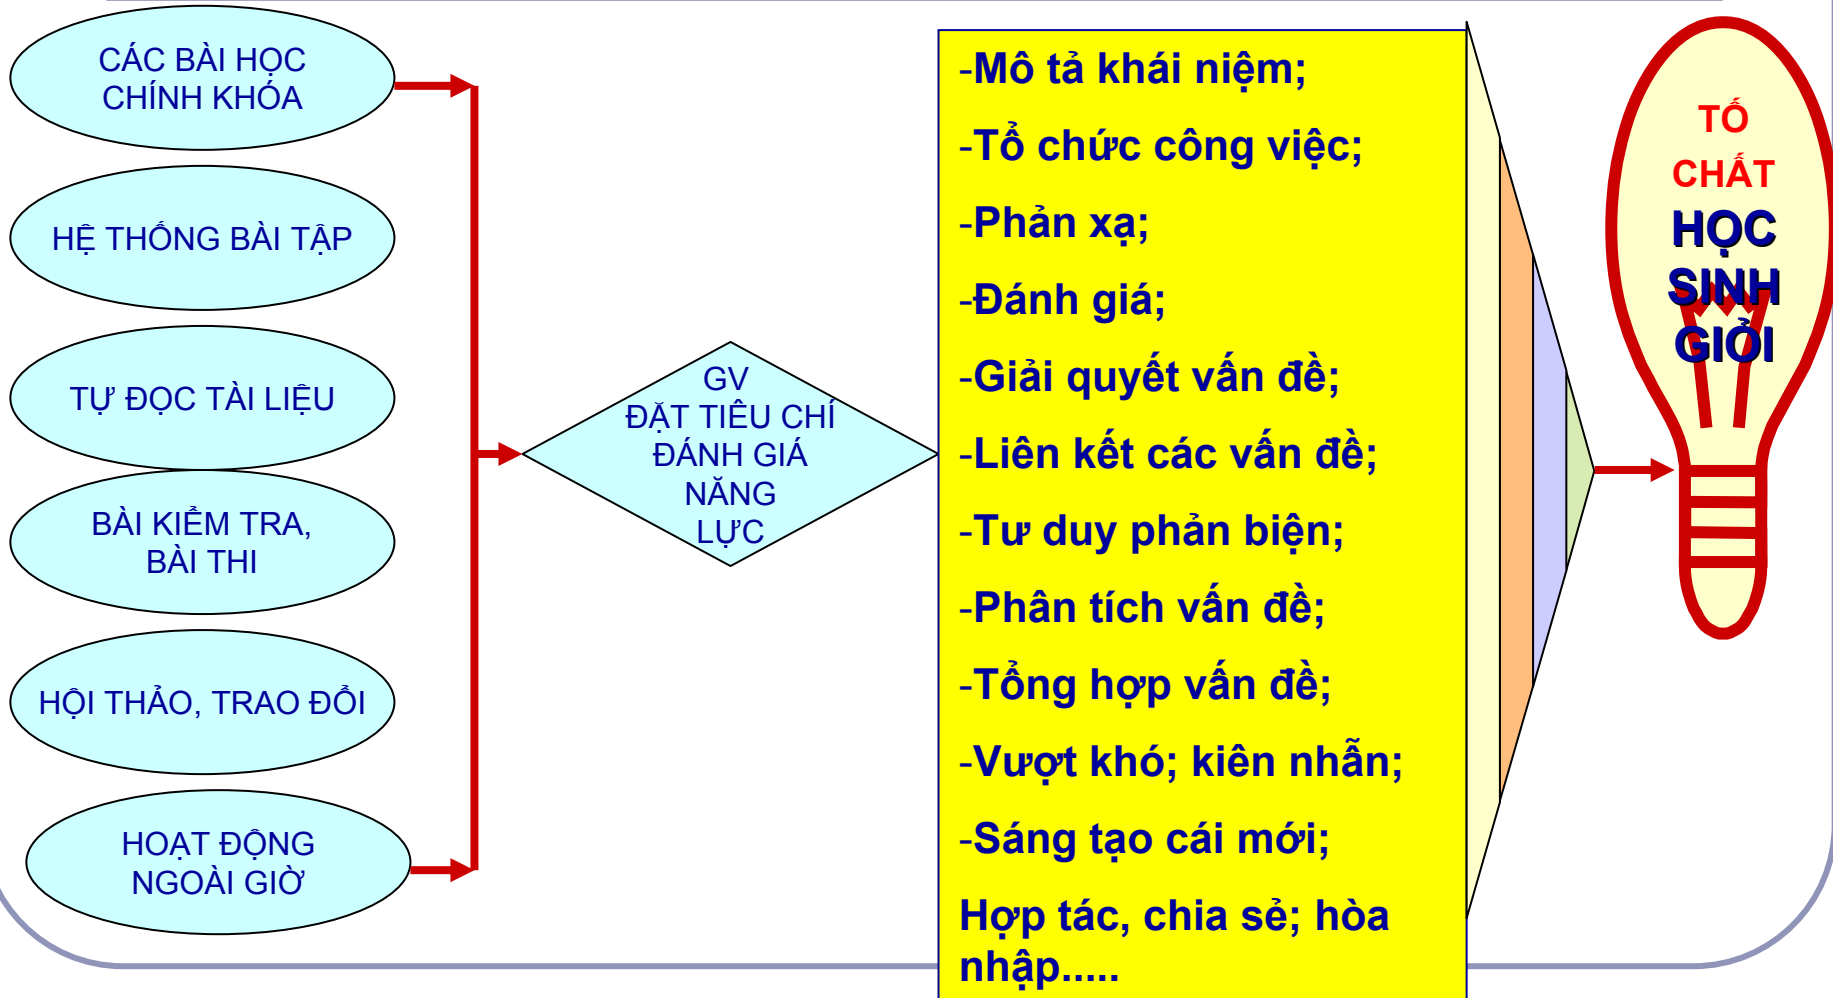 CÁC BÀI HỌC
CHÍNH KHÓA
HỆ THỐNG BÀI TẬP
TỰ ĐỌC TÀI LIỆU
BÀI KIỂM TRA,
BÀI THI
HỘI THẢO, TRAO ĐỔI
HOẠT ĐỘNG
NGOÀI GIỜ
GV
ĐẶT TIÊU CHÍ
ĐÁNH GIÁ
NĂNG
LỰC
-Mô tả khái niệm;
-Tổ chức công việc;
-Phản xạ;
-Đánh giá;
-Giải quyết vấn đề;
-Liên kết các vấn đề;
-Tư duy phản biện;
-Phân tích vấn đề;
-Tổng hợp vấn đề;
-Vượt khó; kiên nhẫn;
-Sáng tạo cái mới;
Hợp tác, chia sẻ; hòa
nhập.....
TỐ
CHẤT
HỌC
SINH
GIỎI